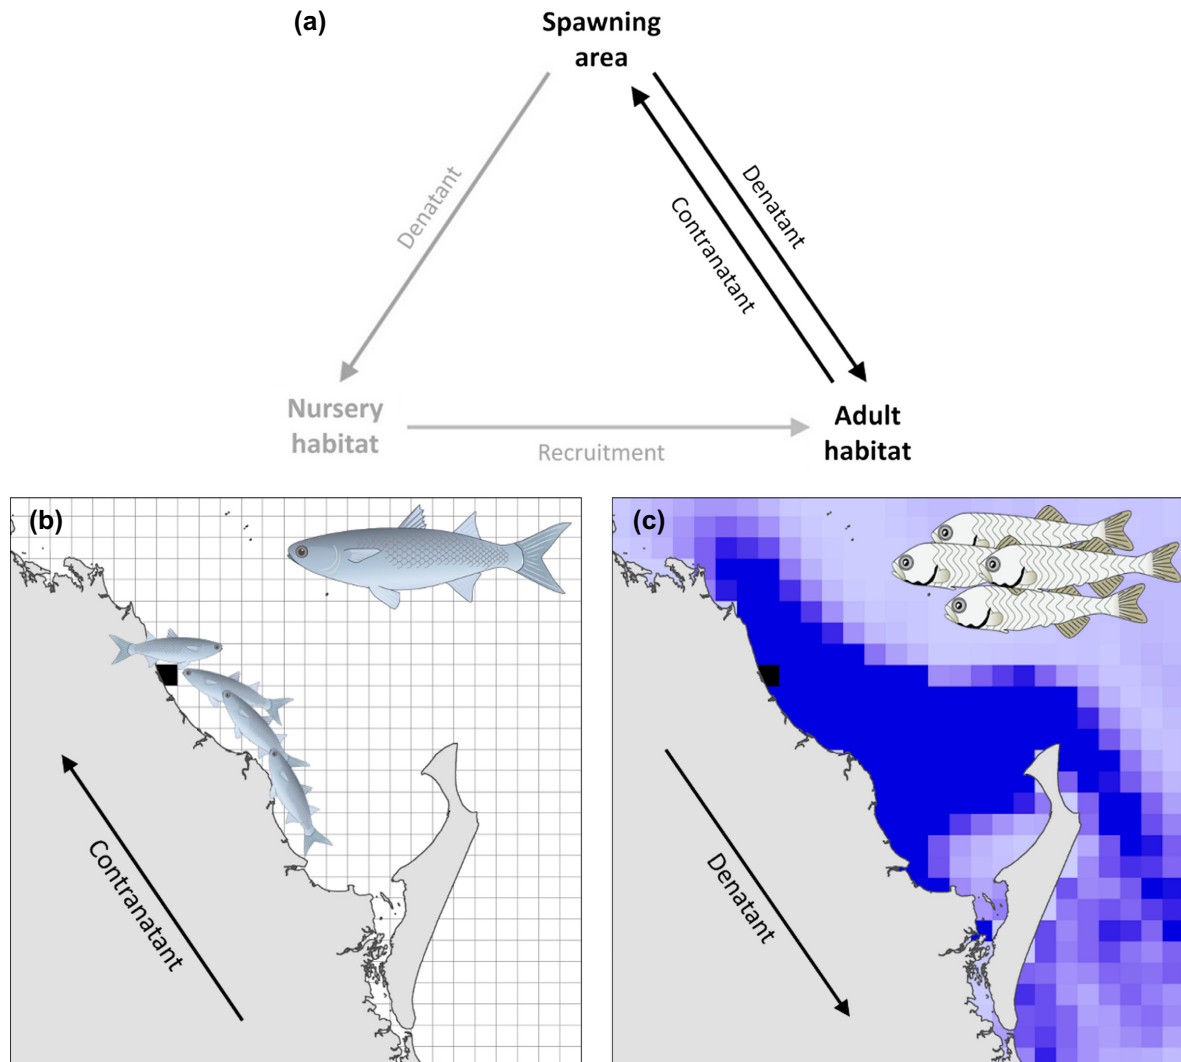 (a)
Spawning
area
Denatant
Denatant
Contranatant
Nursery
habitat
Recruitment
Adult
habitat
(b)
Contranatant
(c)
Denatant